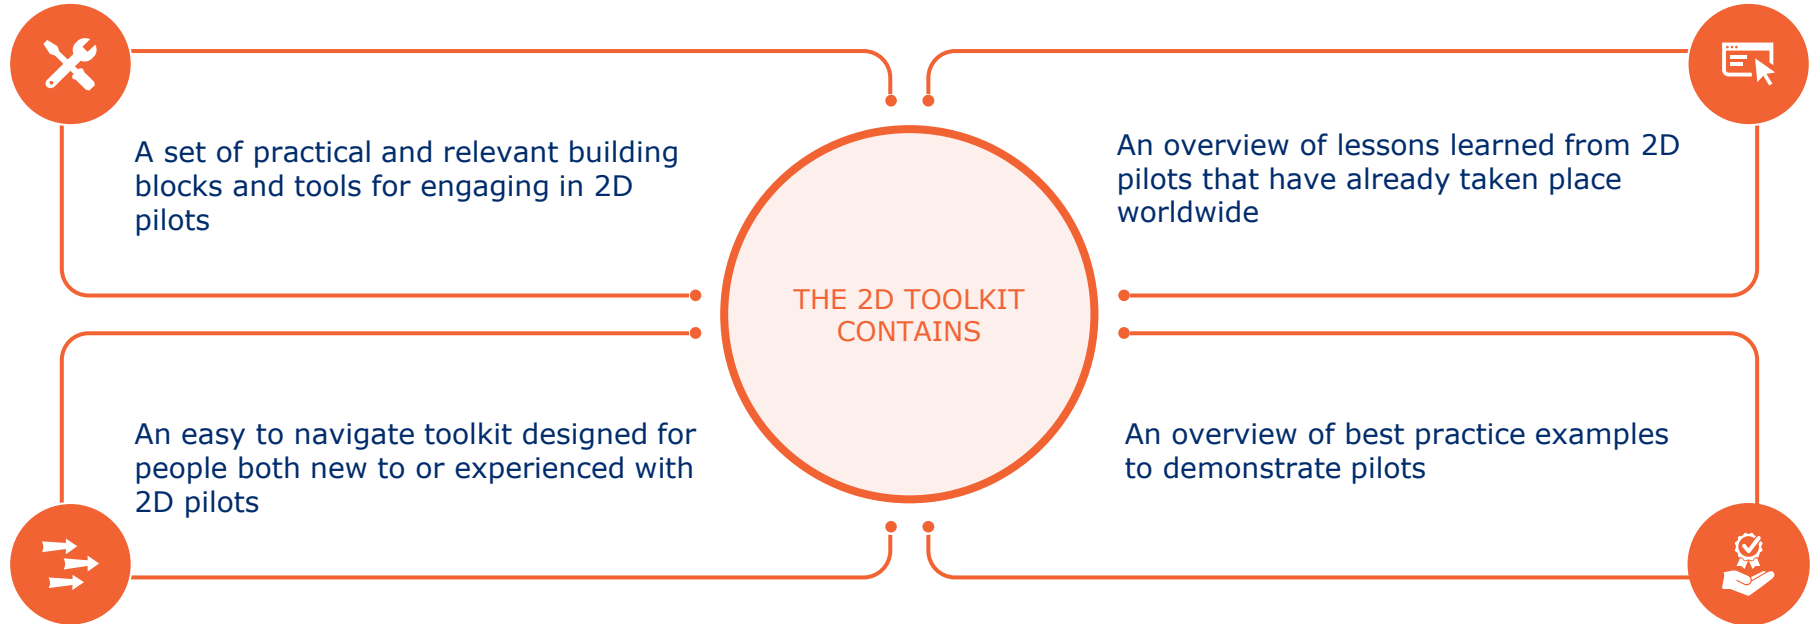 A set of practical and relevant building
blocks and tools for engaging in 2D
pilots
An overview of lessons learned from 2D
pilots that have already taken place
worldwide
THE 2D TOOLKIT
CONTAINS
An easy to navigate toolkit designed for
people both new to or experienced with
2D pilots
An overview of best practice examples
to demonstrate pilots